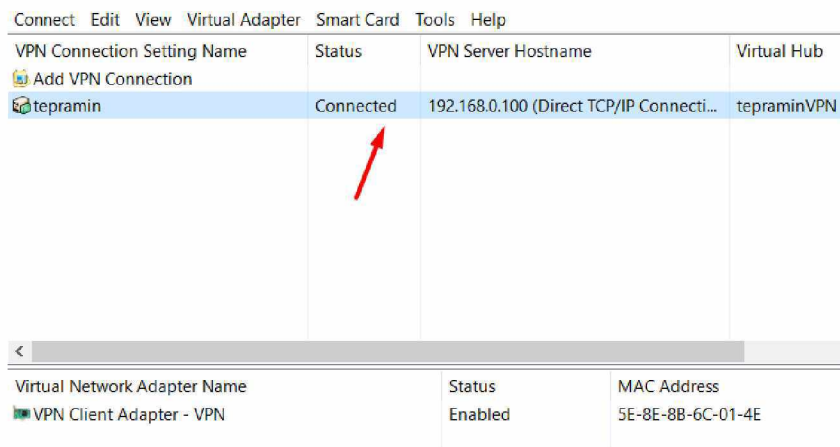 Connect Edit View Virtual Adapter Smart Card Tools Help
VPN Connection Setting Name Status VPN Server Hostname Virtual Hub
Add VPN Connection
tepramin Connected 192.168.0.100 (Direct TCP/IP Connecti... tepraminVPN
Virtual Network Adapter Name Status MAC Address
VPN Client Adapter - VPN Enabled 5E-8E-8B-6C-01-4E